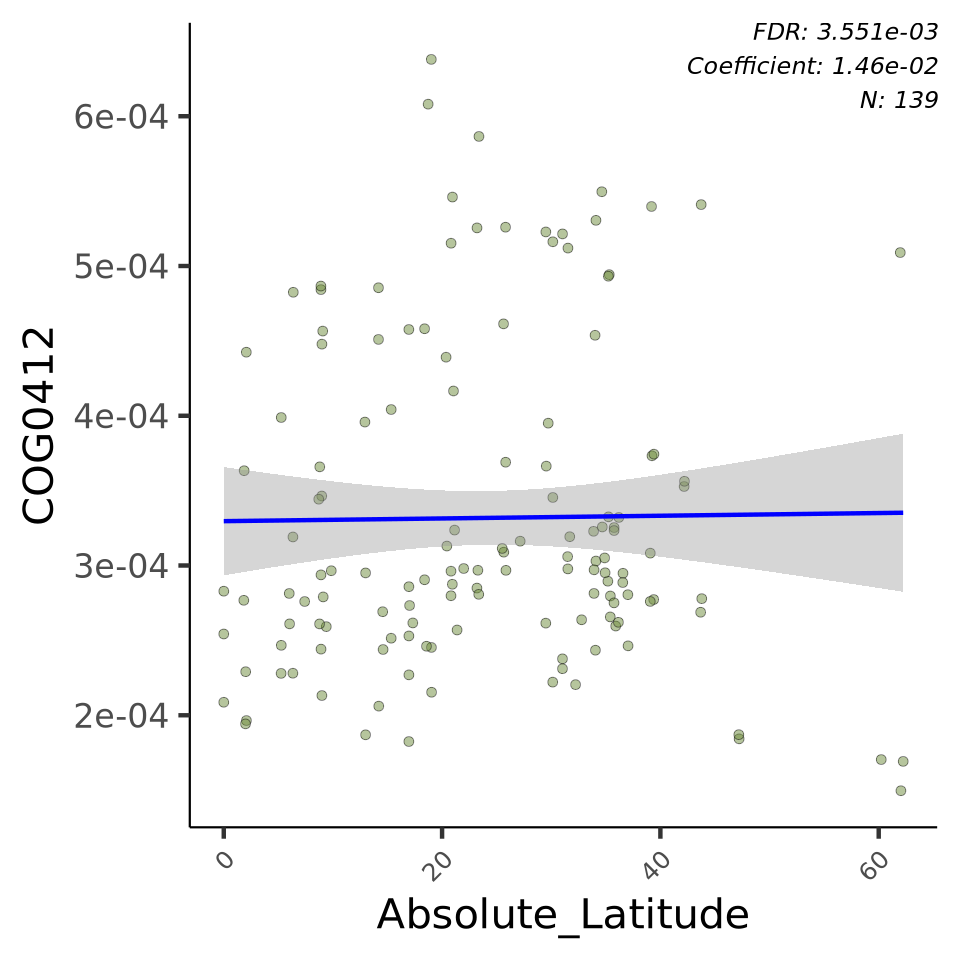 FDR: 3.551e-03
Coefficient: 1.46e-02
N: 139
COG0412
6e-04
5e-04
4e-04
3e-04
2e-04
0
20
40
60
Absolute_Latitude